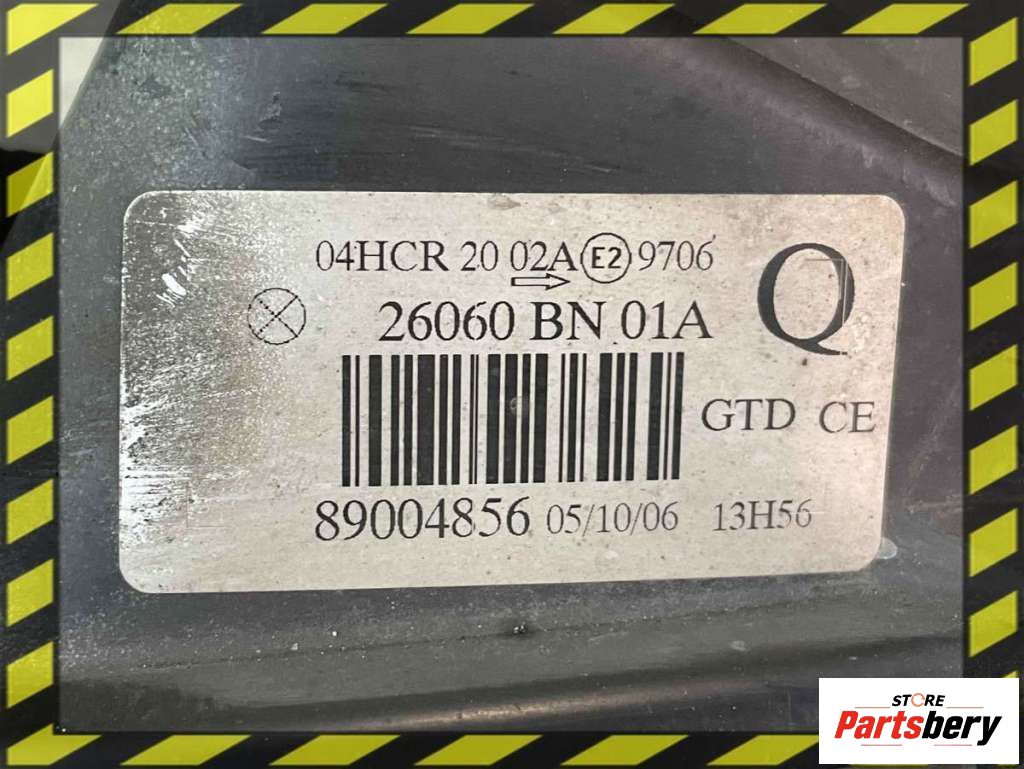 04HCR 20 02A E2 9706
26060 BN 01A
Q
GTD CE
89004856 05/10/06 13H56
STORE
Partsbery